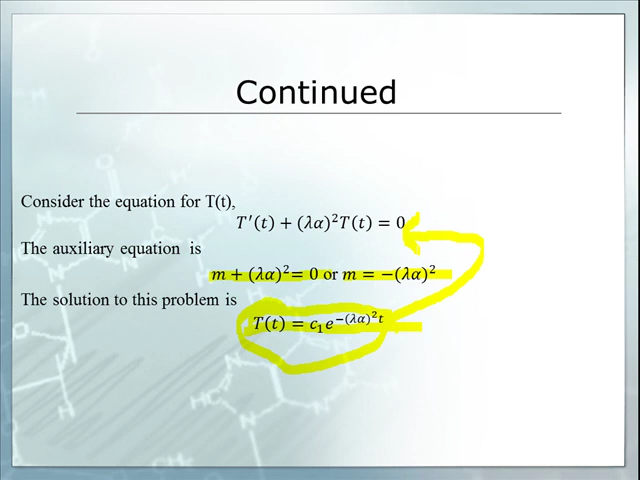 Continued
Consider the equation for T(t),
T′(t) + (λα)²T(t) = 0
The auxiliary equation is
m + (λα)²= 0 or m = −(λα)²
The solution to this problem is
T(t) = c₁e^{−(λα)²t}